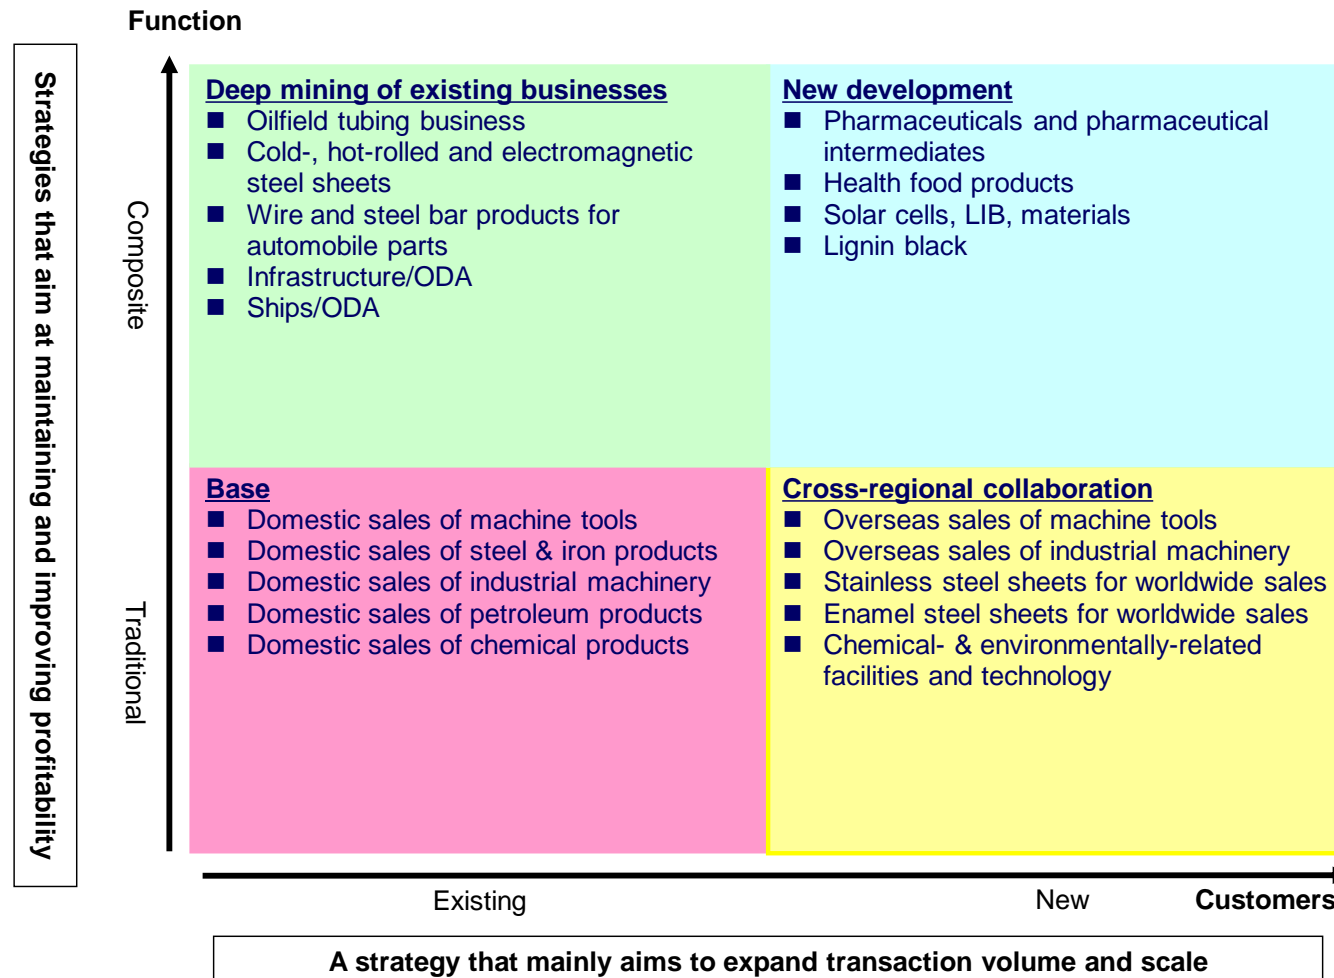 Function
Strategies that aim at maintaining and improving profitability
Composite
Traditional
Deep mining of existing businesses
■ Oilfield tubing business
■ Cold-, hot-rolled and electromagnetic
steel sheets
■ Wire and steel bar products for
automobile parts
■ Infrastructure/ODA
■ Ships/ODA
New development
■ Pharmaceuticals and pharmaceutical
intermediates
■ Health food products
■ Solar cells, LIB, materials
■ Lignin black
Base
■ Domestic sales of machine tools
■ Domestic sales of steel & iron products
■ Domestic sales of industrial machinery
■ Domestic sales of petroleum products
■ Domestic sales of chemical products
Cross-regional collaboration
■ Overseas sales of machine tools
■ Overseas sales of industrial machinery
■ Stainless steel sheets for worldwide sales
■ Enamel steel sheets for worldwide sales
■ Chemical- & environmentally-related
facilities and technology
Existing
New
Customers
A strategy that mainly aims to expand transaction volume and scale